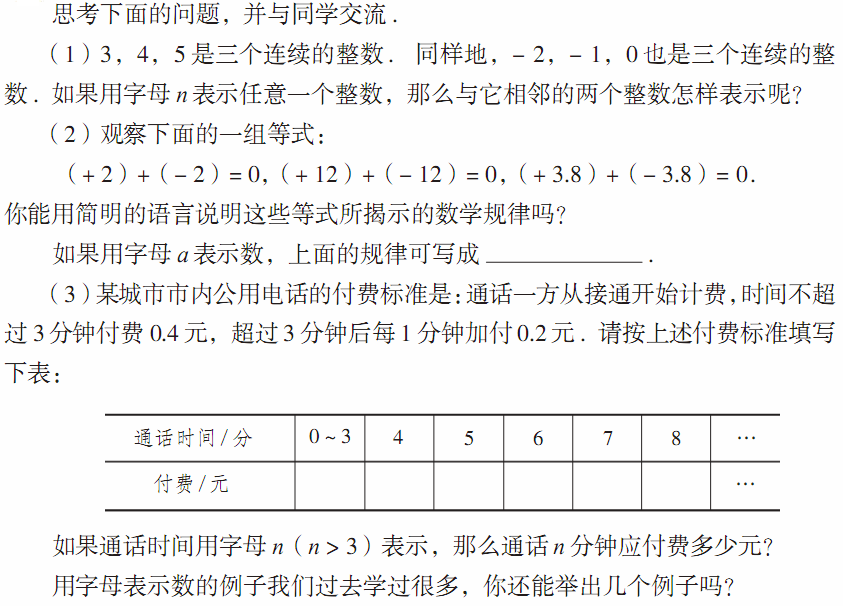 思考下面的问题，并与同学交流．
（1）3，4，5是三个连续的整数． 同样地，－2，－1，0也是三个连续的整
数．如果用字母n表示任意一个整数，那么与它相邻的两个整数怎样表示呢？
（2）观察下面的一组等式：
（＋2）＋（－2）＝0，（＋12）＋（－12）＝0，（＋3.8）＋（－3.8）＝0．
你能用简明的语言说明这些等式所揭示的数学规律吗？
如果用字母a表示数，上面的规律可写成＿＿＿＿＿＿．
（3）某城市市内公用电话的付费标准是：通话一方从接通开始计费，时间不超
过3分钟付费0.4元，超过3分钟后每1分钟加付0.2元．请按上述付费标准填写
下表：
通话时间/分 0~3 4 5 6 7 8 …
付费/元 …
如果通话时间用字母n（n＞3）表示，那么通话n分钟应付费多少元？
用字母表示数的例子我们过去学过很多，你还能举出几个例子吗？